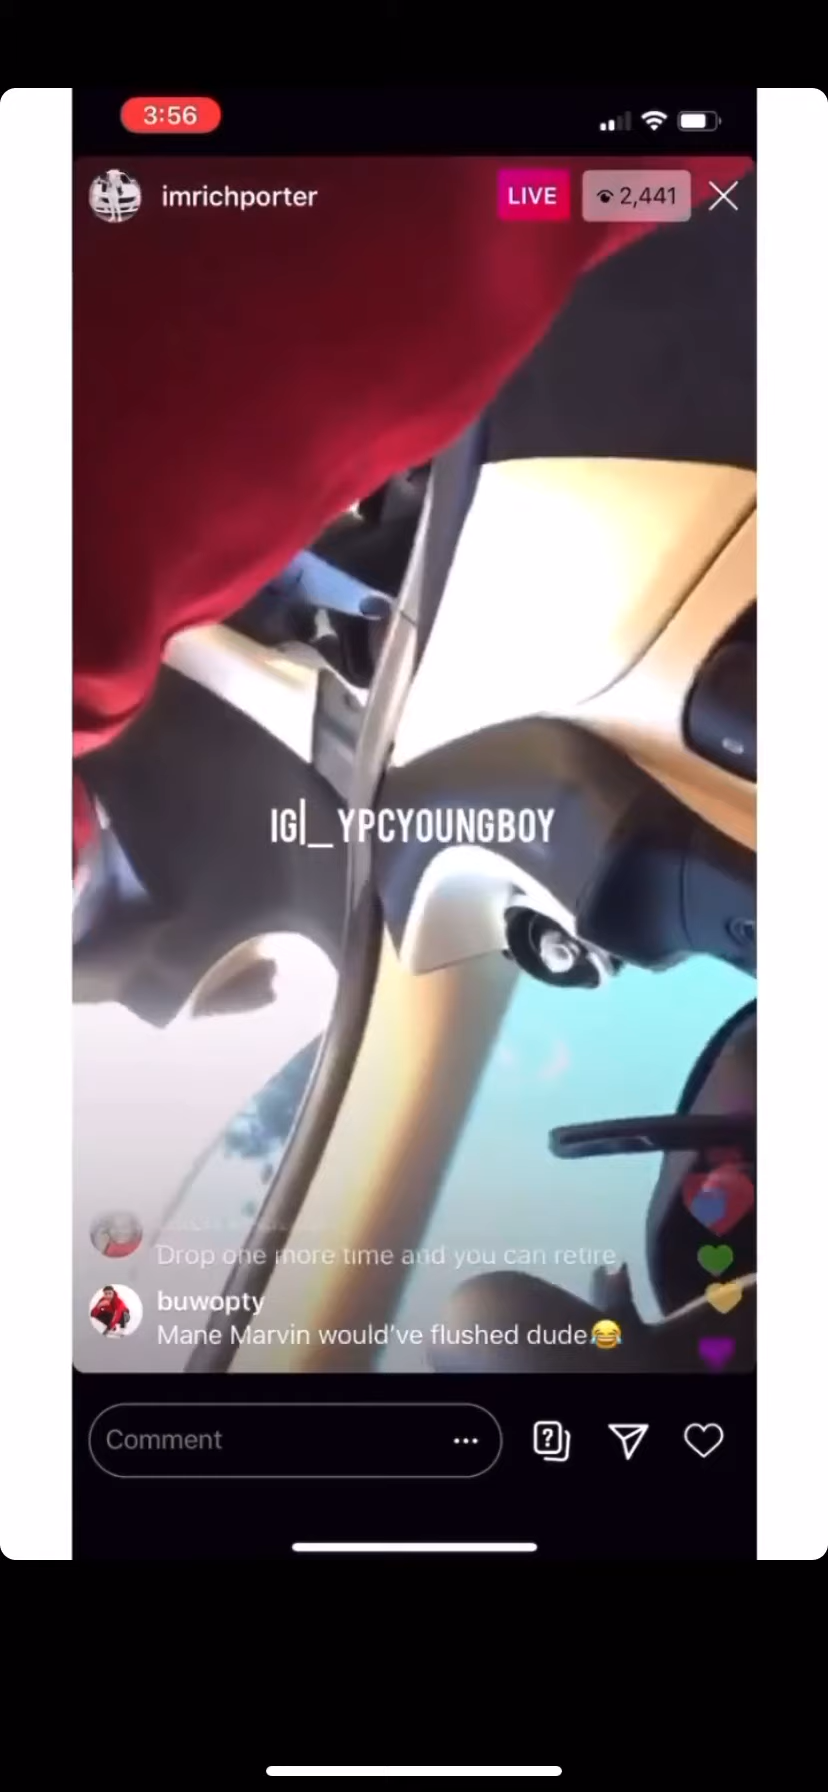 3:56
imrichporter
LIVE
2,441
IG|_YPCYOUNGBOY
Drop one more time and you can retire
buwopty
Mane Marvin would’ve flushed dude😂
Comment